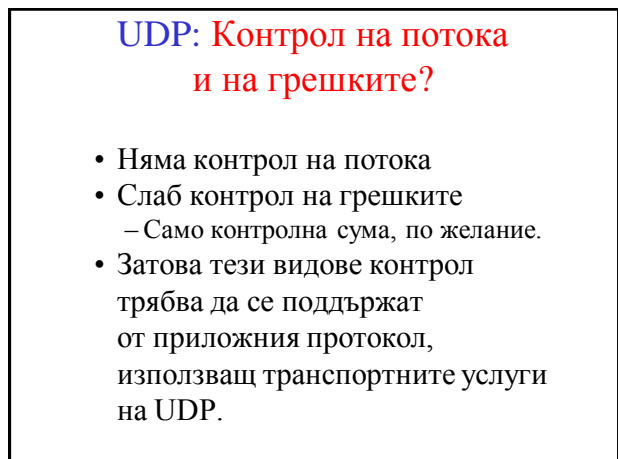 UDP: Контрол на потока
и на грешките?
• Няма контрол на потока
• Слаб контрол на грешките
– Само контролна сума, по желание.
• Затова тези видове контрол
трябва да се поддържат
от приложния протокол,
използващ транспортните услуги
на UDP.